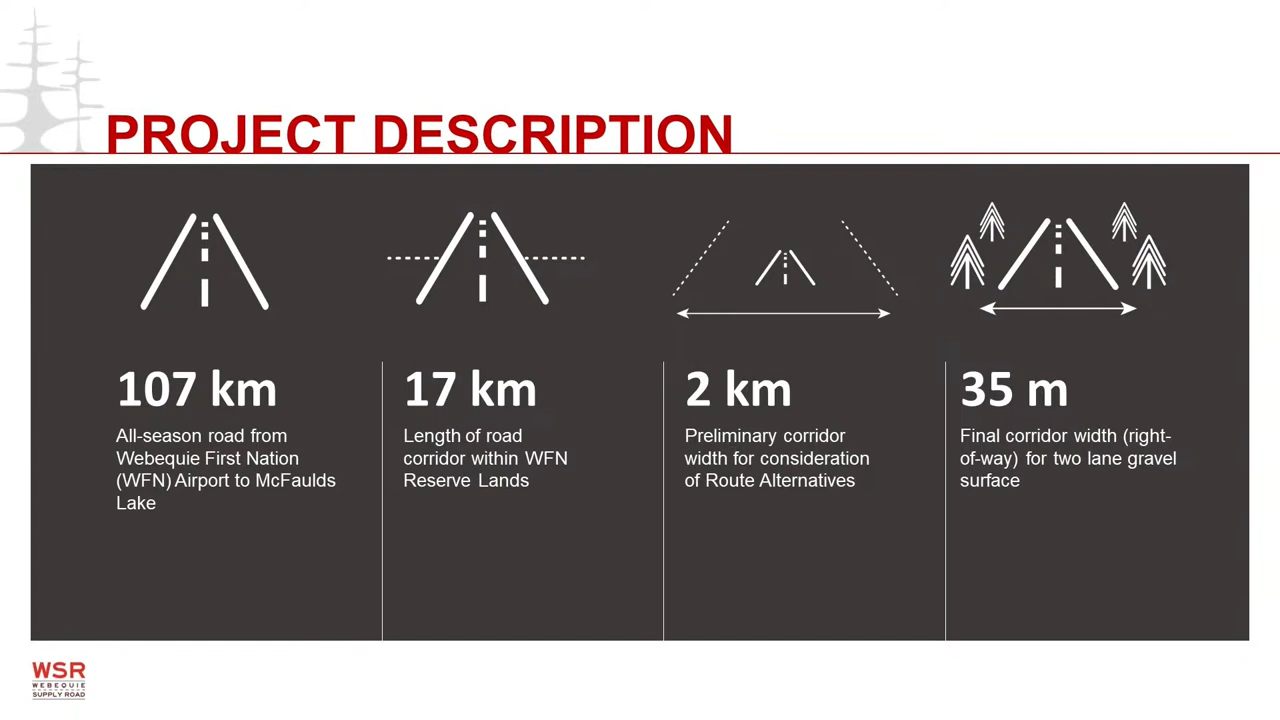 PROJECT DESCRIPTION
107 km
All-season road from
Webequie First Nation
(WFN) Airport to McFaulds
Lake
17 km
Length of road
corridor within WFN
Reserve Lands
2 km
Preliminary corridor
width for consideration
of Route Alternatives
35 m
Final corridor width (right-
of-way) for two lane gravel
surface
WSR
WEBEQUIE
SUPPLY ROAD